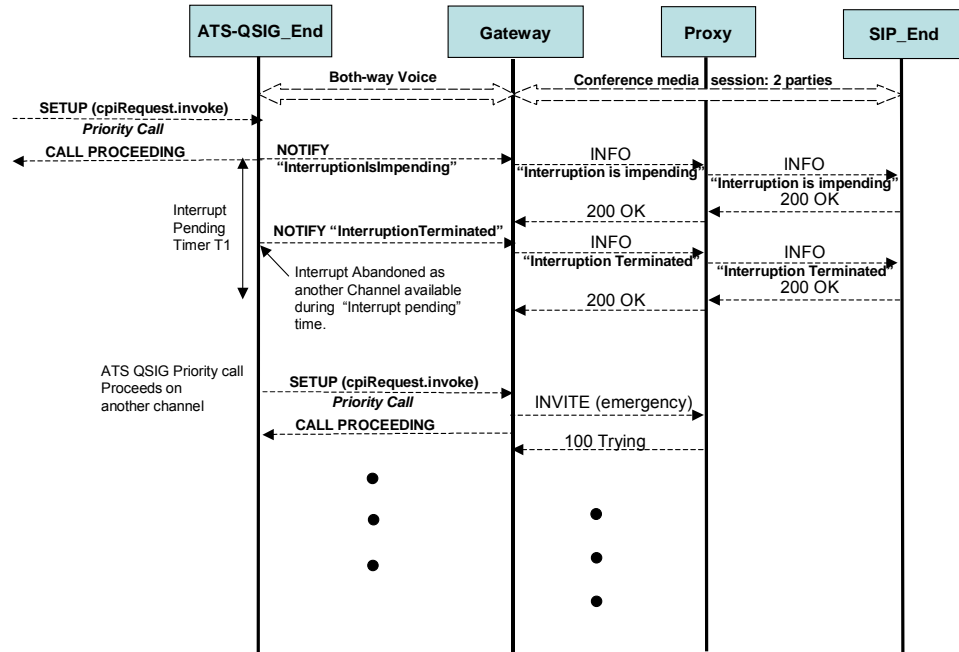 ATS-QSIG_End
Gateway
Proxy
SIP_End
Both-way Voice
Conference media session: 2 parties
SETUP (cpiRequest.invoke)
Priority Call
CALL PROCEEDING
NOTIFY
“InterruptionIsImpending”
INFO
“Interruption is impending”
INFO
“Interruption is impending”
200 OK
200 OK
Interrupt
Pending
Timer T1
NOTIFY “InterruptionTerminated”
INFO
“Interruption Terminated”
INFO
“Interruption Terminated”
200 OK
200 OK
Interrupt Abandoned as
another Channel available
during “Interrupt pending”
time.
ATS QSIG Priority call
Proceeds on
another channel
SETUP (cpiRequest.invoke)
Priority Call
INVITE (emergency)
CALL PROCEEDING
100 Trying